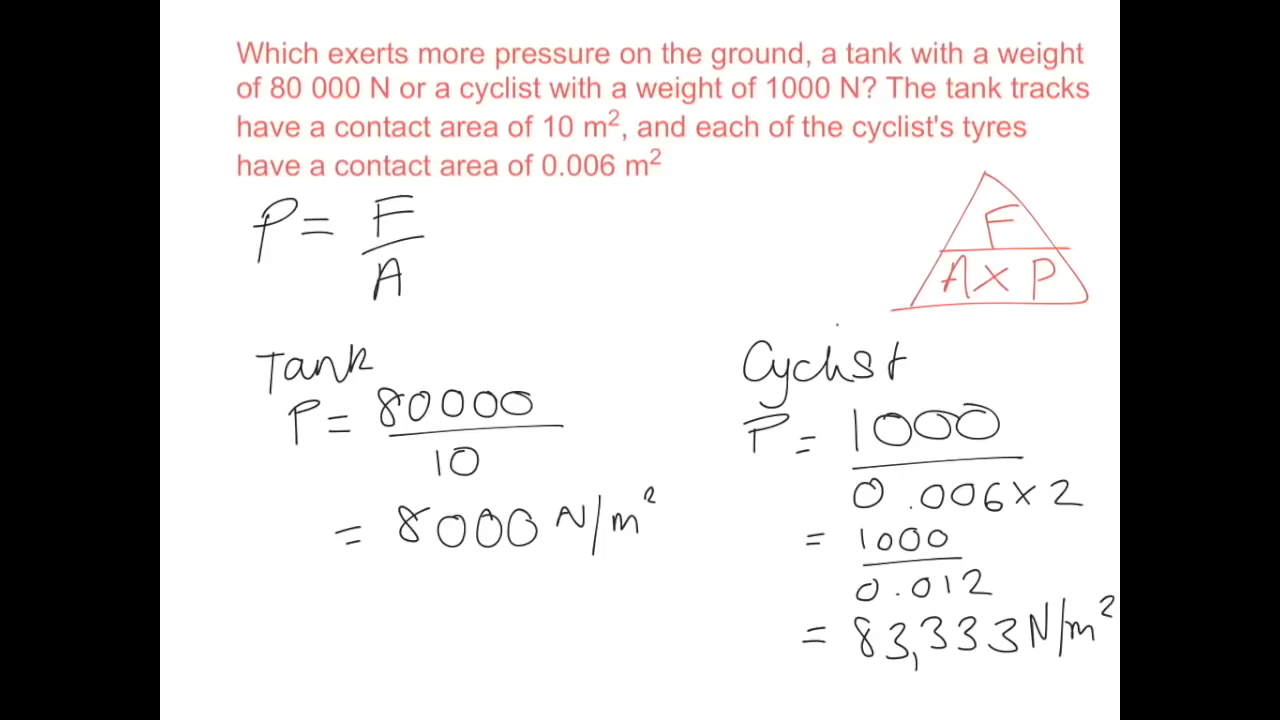 Which exerts more pressure on the ground, a tank with a weight
of 80 000 N or a cyclist with a weight of 1000 N? The tank tracks
have a contact area of 10 m², and each of the cyclist's tyres
have a contact area of 0.006 m²
P = F
A
F
A X P
Tank
P = 80000
10
= 8000 N/m²
Cyclist
P = 1000
0.006 x 2
= 1000
0.012
= 83,333 N/m²